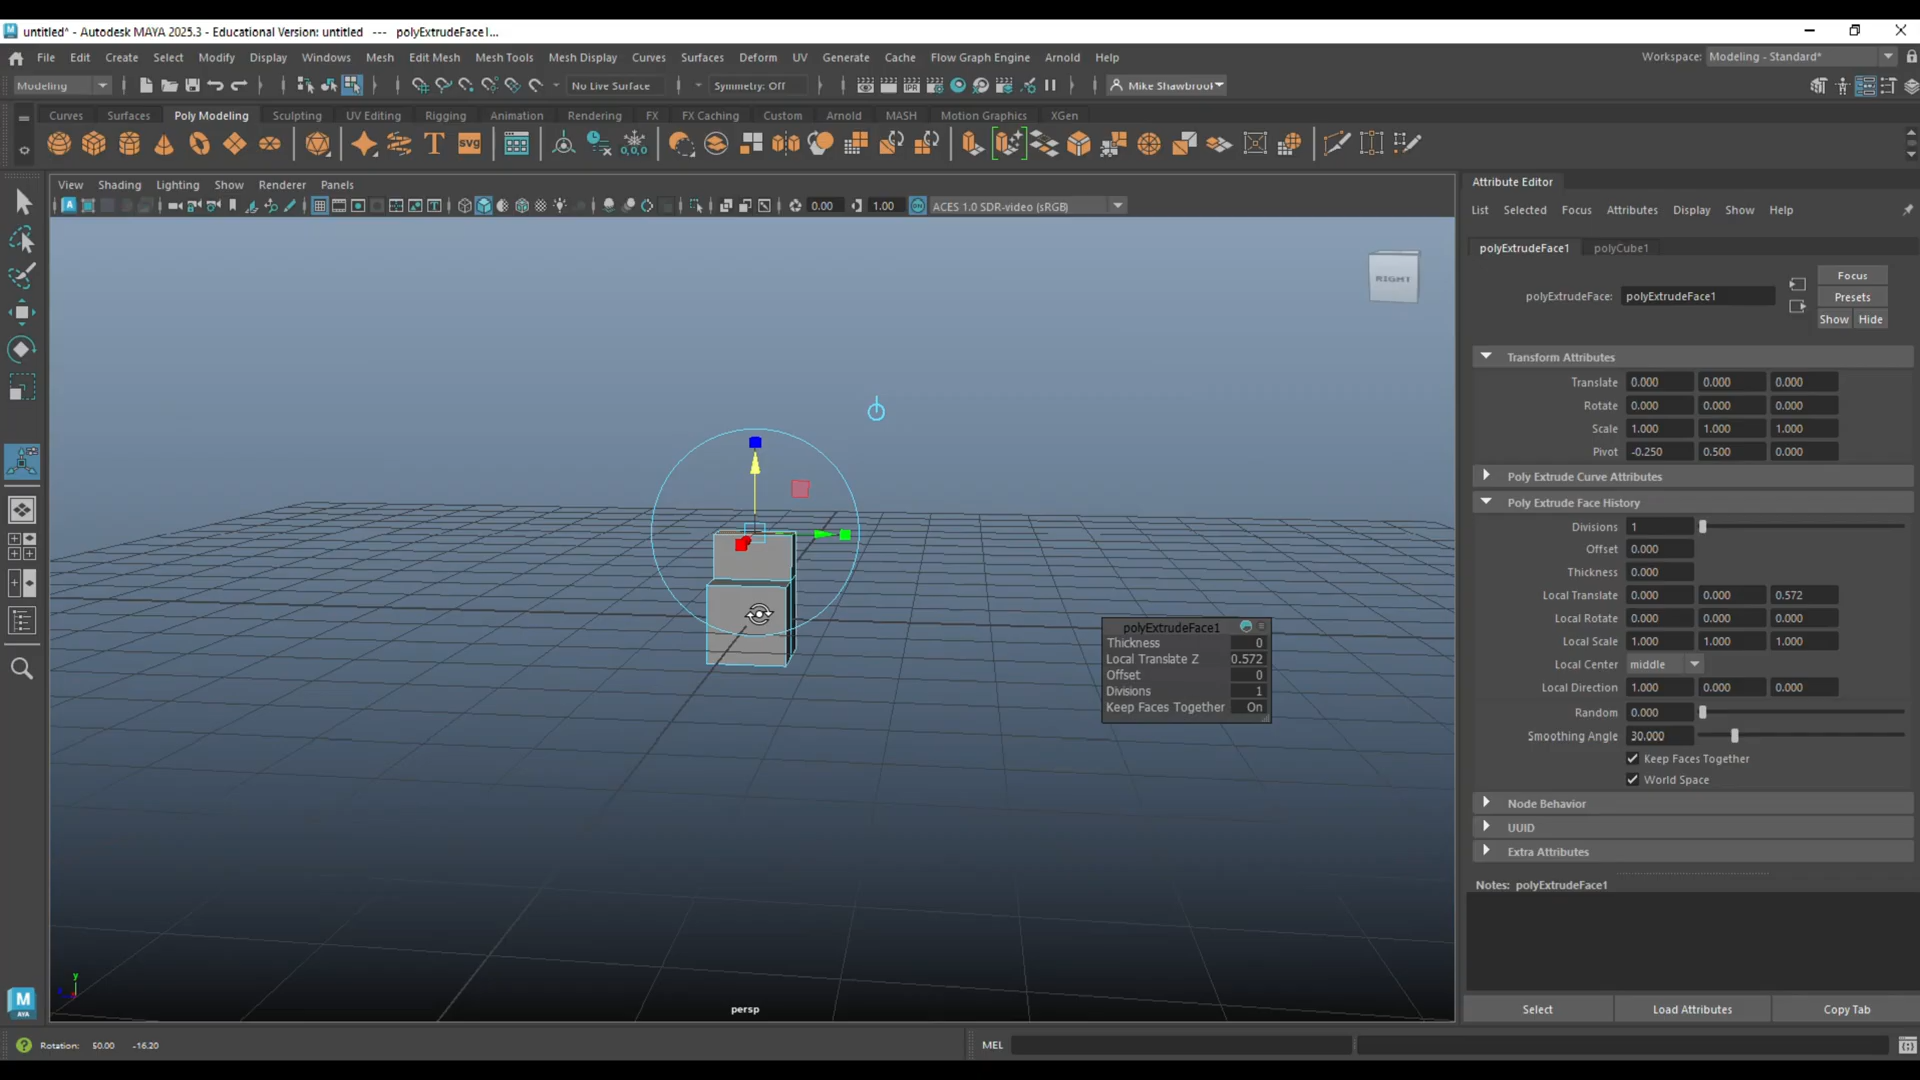 untitled* - Autodesk MAYA 2025.3 - Educational Version: untitled --- polyExtrudeFace1...
File Edit Create Select Modify Display Windows Mesh Edit Mesh Mesh Tools Mesh Display Curves Surfaces Deform UV Generate Cache Flow Graph Engine Arnold Help
Workspace: Modeling - Standard*
Modeling
No Live Surface
Symmetry: Off
IPR
Mike Shawbrool
Curves Surfaces Poly Modeling Sculpting UV Editing Rigging Animation Rendering FX FX Caching Custom Arnold MASH Motion Graphics XGen
T SVG 0,0,0
View Shading Lighting Show Renderer Panels
0.00 1.00 ACES 1.0 SDR-video (sRGB)
RIGHT
polyExtrudeFace1
Thickness 0
Local Translate Z 0.572
Offset 0
Divisions 1
Keep Faces Together On
y
persp
Attribute Editor
List Selected Focus Attributes Display Show Help
polyExtrudeFace1 polyCube1
Focus
polyExtrudeFace: polyExtrudeFace1
Presets
Show Hide
Transform Attributes
Translate 0.000 0.000 0.000
Rotate 0.000 0.000 0.000
Scale 1.000 1.000 1.000
Pivot -0.250 0.500 0.000
Poly Extrude Curve Attributes
Poly Extrude Face History
Divisions 1
Offset 0.000
Thickness 0.000
Local Translate 0.000 0.000 0.572
Local Rotate 0.000 0.000 0.000
Local Scale 1.000 1.000 1.000
Local Center middle
Local Direction 1.000 0.000 0.000
Random 0.000
Smoothing Angle 30.000
Keep Faces Together
World Space
Node Behavior
UUID
Extra Attributes
Notes: polyExtrudeFace1
Select Load Attributes Copy Tab
M
AYA
Rotation: 50.00 -16.20
MEL